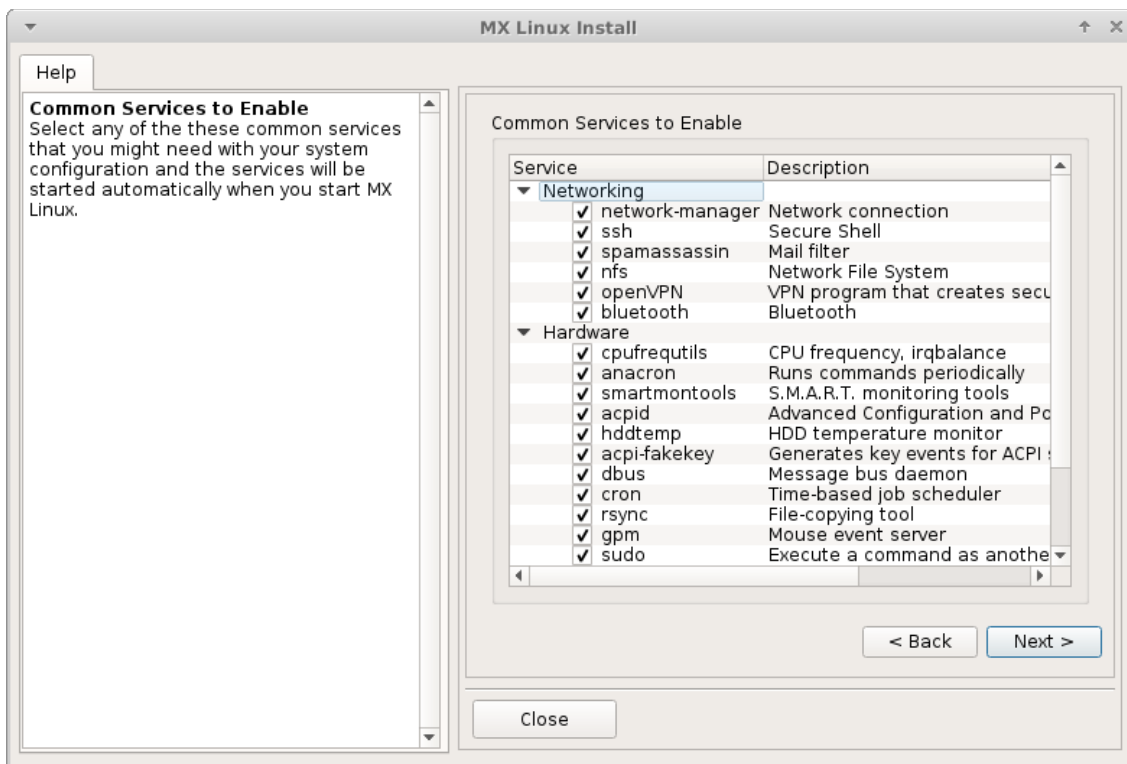 MX Linux Install
Help
Common Services to Enable
Select any of the these common services
that you might need with your system
configuration and the services will be
started automatically when you start MX
Linux.
Common Services to Enable
Service Description
Networking
network-manager Network connection
ssh Secure Shell
spamassassin Mail filter
nfs Network File System
openVPN VPN program that creates secu
bluetooth Bluetooth
Hardware
cpufrequtils CPU frequency, irqbalance
anacron Runs commands periodically
smartmontools S.M.A.R.T. monitoring tools
acpid Advanced Configuration and Po
hddtemp HDD temperature monitor
acpi-fakekey Generates key events for ACPI
dbus Message bus daemon
cron Time-based job scheduler
rsync File-copying tool
gpm Mouse event server
sudo Execute a command as anothe
< Back Next >
Close